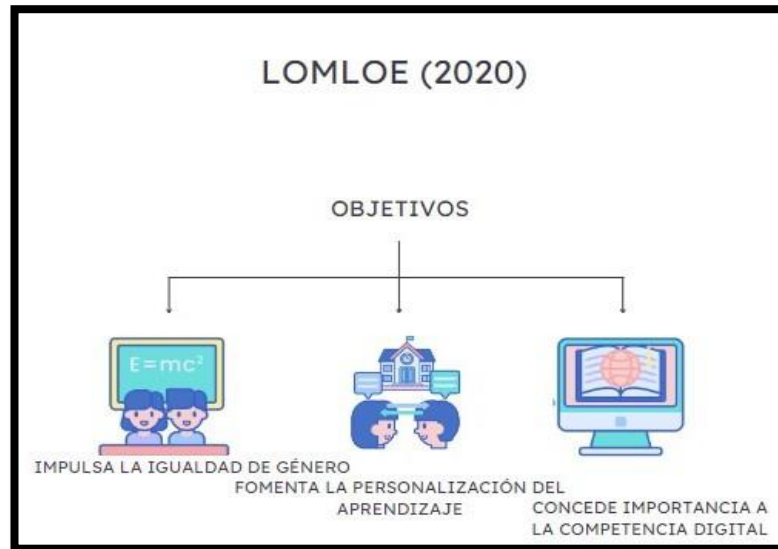 LOMLOE (2020)
OBJETIVOS
E=mc²
IMPULSA LA IGUALDAD DE GÉNERO
FOMENTA LA PERSONALIZACIÓN DEL
APRENDIZAJE
CONCEDE IMPORTANCIA A
LA COMPETENCIA DIGITAL